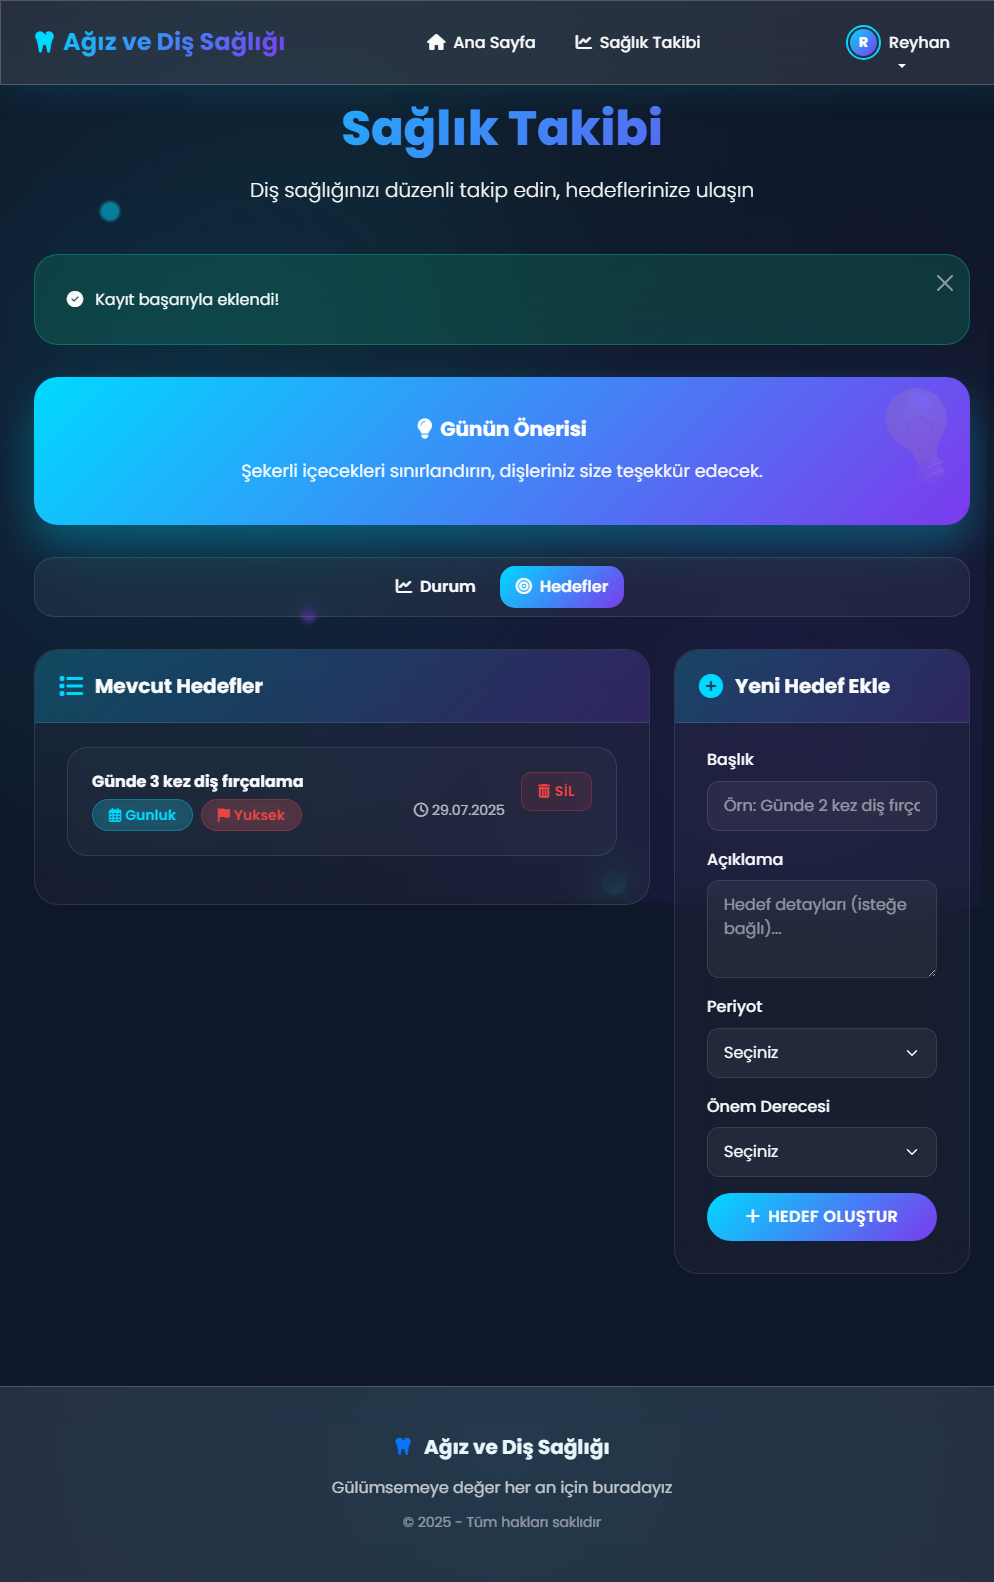 Ağız ve Diş Sağlığı
Ana Sayfa
Sağlık Takibi
R
Reyhan
Sağlık Takibi
Diş sağlığınızı düzenli takip edin, hedeflerinize ulaşın
Kayıt başarıyla eklendi!
Günün Önerisi
Şekerli içecekleri sınırlandırın, dişleriniz size teşekkür edecek.
Durum
Hedefler
Mevcut Hedefler
Günde 3 kez diş fırçalama
Gunluk
Yuksek
29.07.2025
SİL
Yeni Hedef Ekle
Başlık
Örn: Günde 2 kez diş fırço
Açıklama
Hedef detayları (isteğe
bağlı)...
Periyot
Seçiniz
Önem Derecesi
Seçiniz
HEDEF OLUŞTUR
Ağız ve Diş Sağlığı
Gülümsemeye değer her an için buradayız
© 2025 - Tüm hakları saklıdır